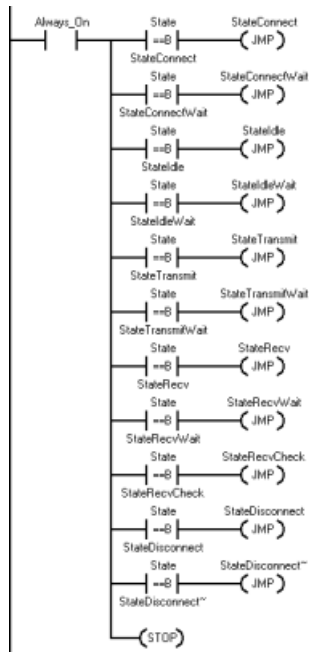 Always_On State StateConnect
==B JMP
StateConnect
State StateConnectWait
==B JMP
StateConnectWait
State StateIdle
==B JMP
StateIdle
State StateIdleWait
==B JMP
StateIdleWait
State StateTransmit
==B JMP
StateTransmit
State StateTransmitWait
==B JMP
StateTransmitWait
State StateRecv
==B JMP
StateRecv
State StateRecvWait
==B JMP
StateRecvWait
State StateRecvCheck
==B JMP
StateRecvCheck
State StateDisconnect
==B JMP
StateDisconnect
State StateDisconnect~
==B JMP
StateDisconnect~
STOP